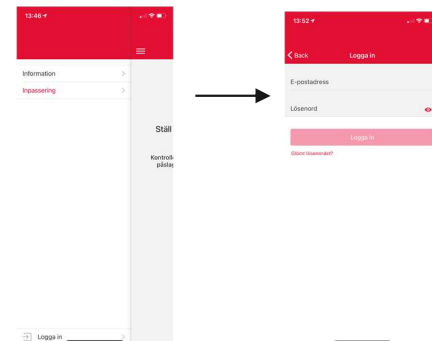 13:46
Information
Inpassering
Ställ
Kontrolle
påslag
Logga in
13:52
Back
Logga in
E-postadress
Lösenord
Logga in
Glömt lösenordet?